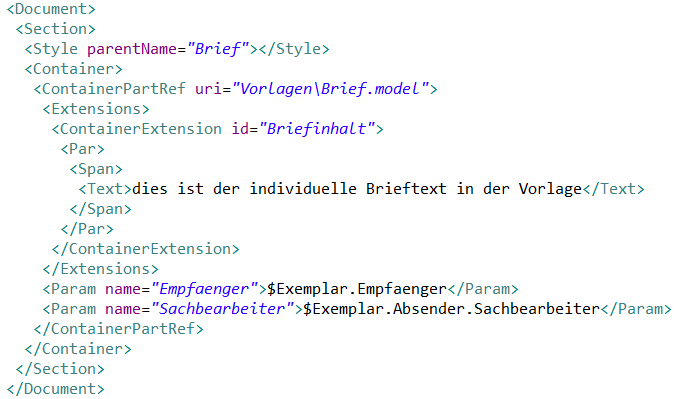 <Document>
<Section>
<Style parentName="Brief"></Style>
<Container>
<ContainerPartRef uri="Vorlagen\Brief.model">
<Extensions>
<ContainerExtension id="Briefinhalt">
<Par>
<Span>
<Text>dies ist der individuelle Brieftext in der Vorlage</Text>
</Span>
</Par>
</ContainerExtension>
</Extensions>
<Param name="Empfaenger">$Exemplar.Empfaenger</Param>
<Param name="Sachbearbeiter">$Exemplar.Absender.Sachbearbeiter</Param>
</ContainerPartRef>
</Container>
</Section>
</Document>